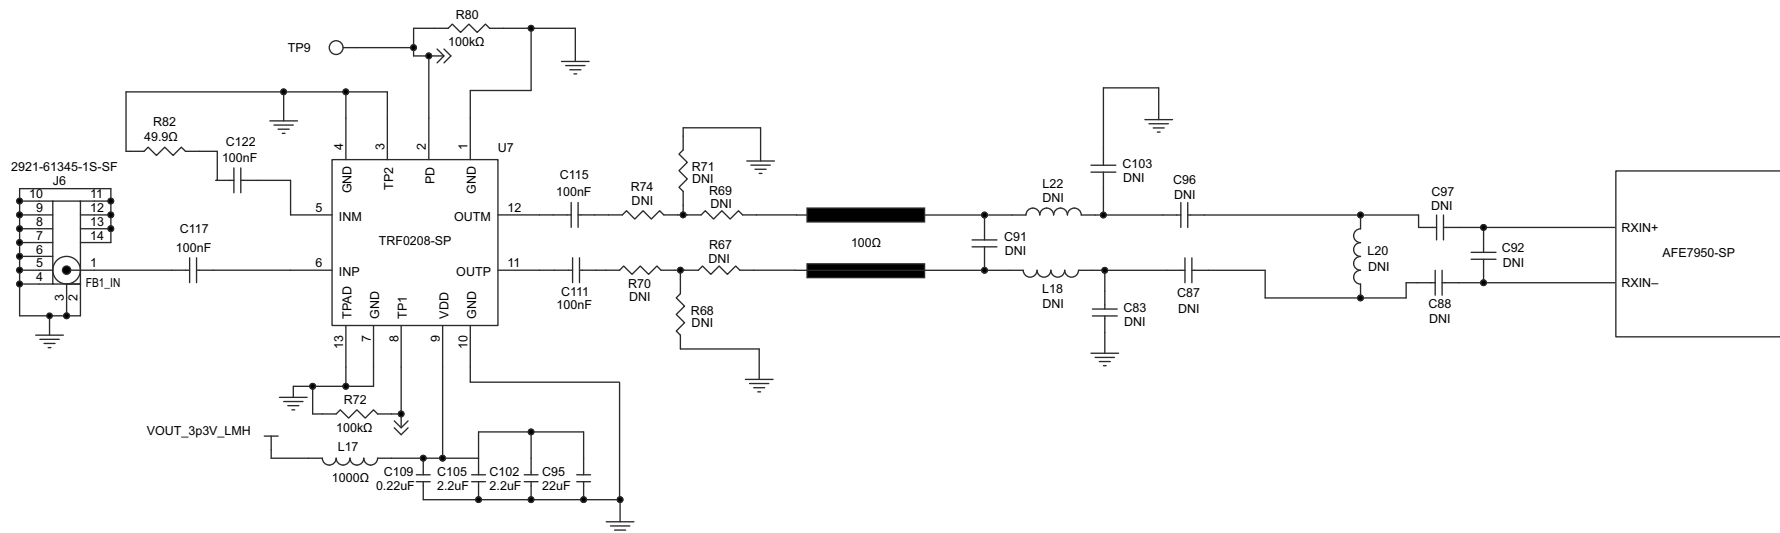 R80
100kΩ
TP9
R82
49.9Ω
C122
100nF
2921-61345-1S-SF
J6
10
9
8
7
6
5
4
11
12
13
14
1
3
2
FB1_IN
C117
100nF
4
3
2
1
U7
GND
TP2
PD
GND
5
INM
OUTM
12
TRF0208-SP
6
INP
OUTP
11
TPAD
GND
TP1
VDD
GND
13
7
8
9
10
R72
100kΩ
VOUT_3p3V_LMH
L17
1000Ω
C109
0.22uF
C105
2.2uF
C102
2.2uF
C95
22uF
C115
100nF
C111
100nF
R74
DNI
R71
DNI
R69
DNI
R70
DNI
R67
DNI
R68
DNI
100Ω
C91
DNI
L22
DNI
L18
DNI
C103
DNI
C83
DNI
C96
DNI
C87
DNI
L20
DNI
C97
DNI
C88
DNI
C92
DNI
RXIN+
AFE7950-SP
RXIN–